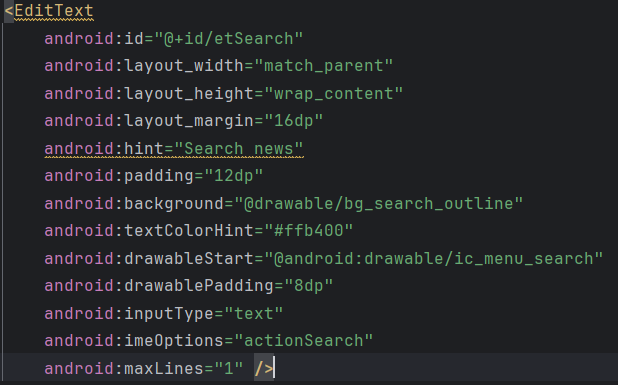 <EditText
android:id="@+id/etSearch"
android:layout_width="match_parent"
android:layout_height="wrap_content"
android:layout_margin="16dp"
android:hint="Search news"
android:padding="12dp"
android:background="@drawable/bg_search_outline"
android:textColorHint="#ffb400"
android:drawableStart="@android:drawable/ic_menu_search"
android:drawablePadding="8dp"
android:inputType="text"
android:imeOptions="actionSearch"
android:maxLines="1" />